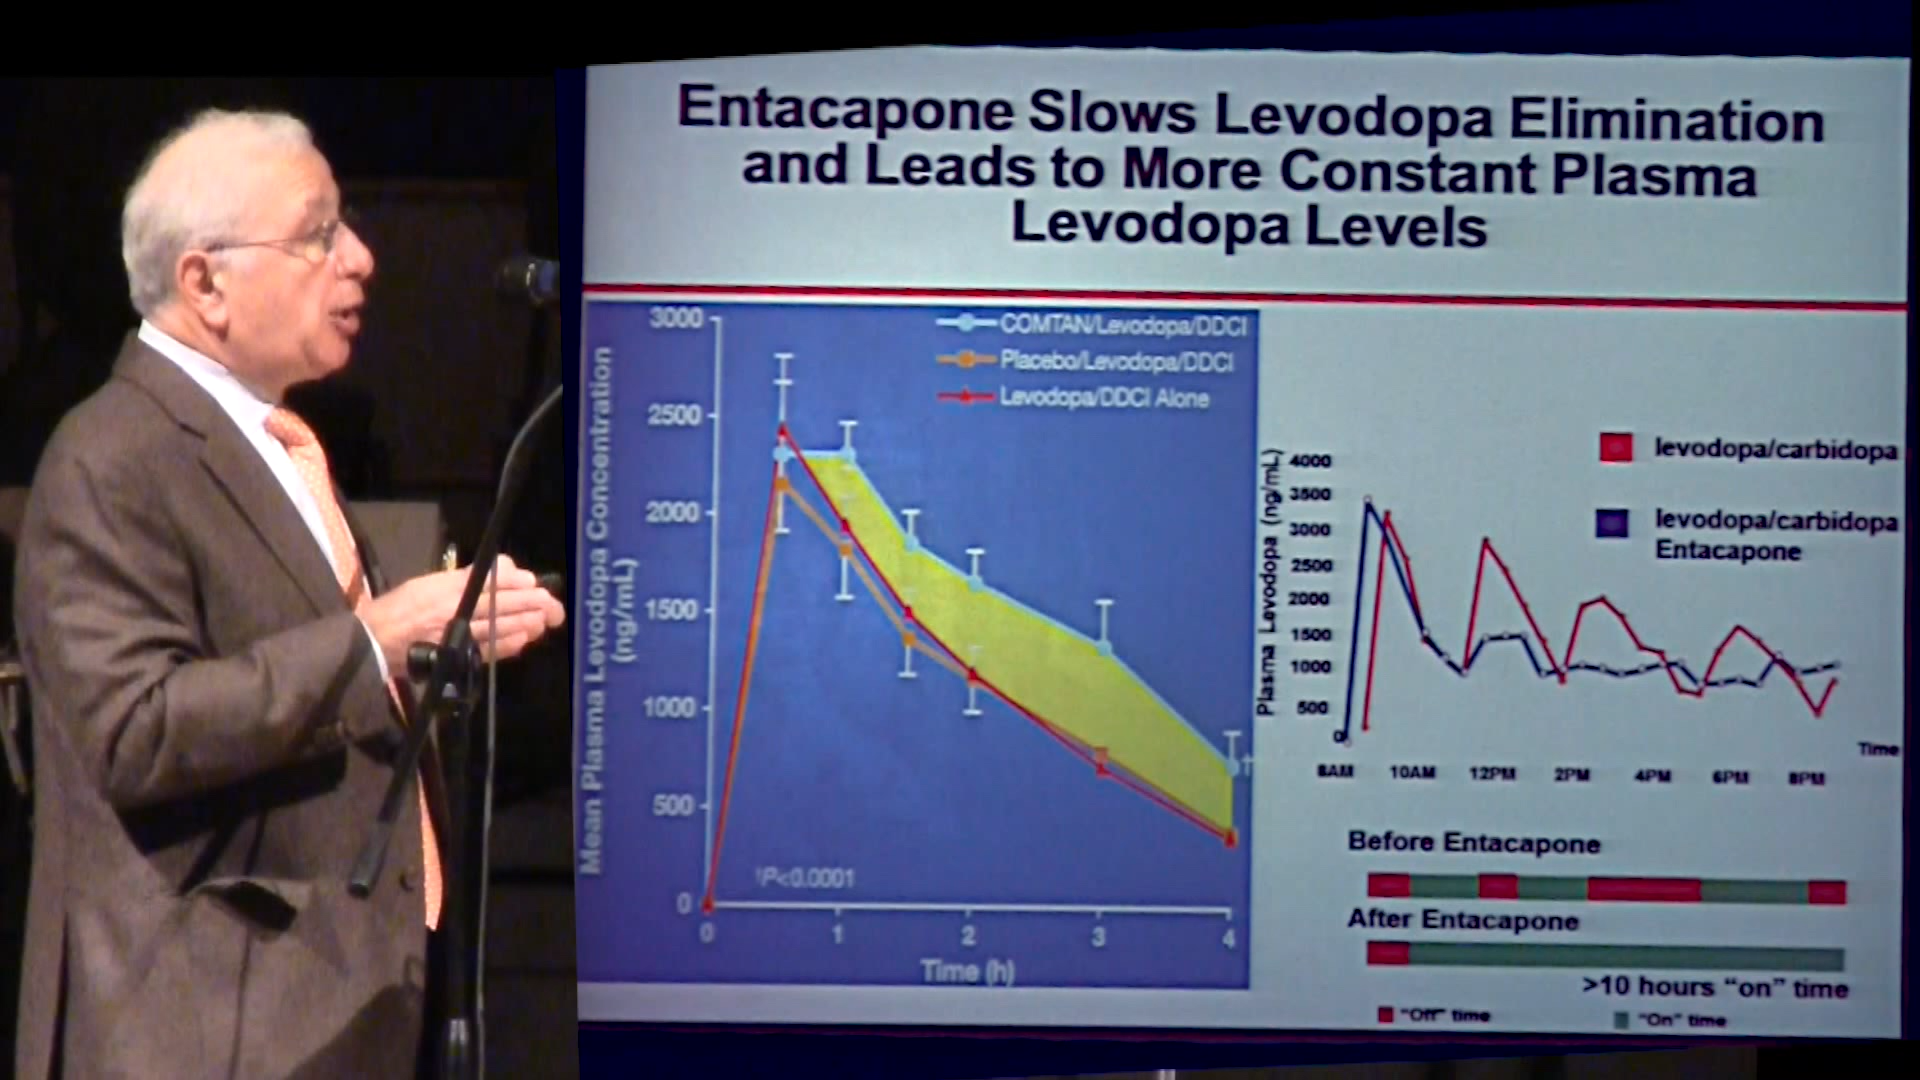 Entacapone Slows Levodopa Elimination
and Leads to More Constant Plasma
Levodopa Levels
COMTAN/Levodopa/DDCI
Placebo/Levodopa/DDCI
Levodopa/DDCI Alone
Mean Plasma Levodopa Concentration
(ng/mL)
3000
2500
2000
1500
1000
500
0
†P<0.0001
†
0 1 2 3 4
Time (h)
levodopa/carbidopa
levodopa/carbidopa
Entacapone
Plasma Levodopa (ng/mL)
4000
3500
3000
2500
2000
1500
1000
500
0
Time
8AM 10AM 12PM 2PM 4PM 6PM 8PM
Before Entacapone
After Entacapone
>10 hours “on” time
“Off” time
“On” time